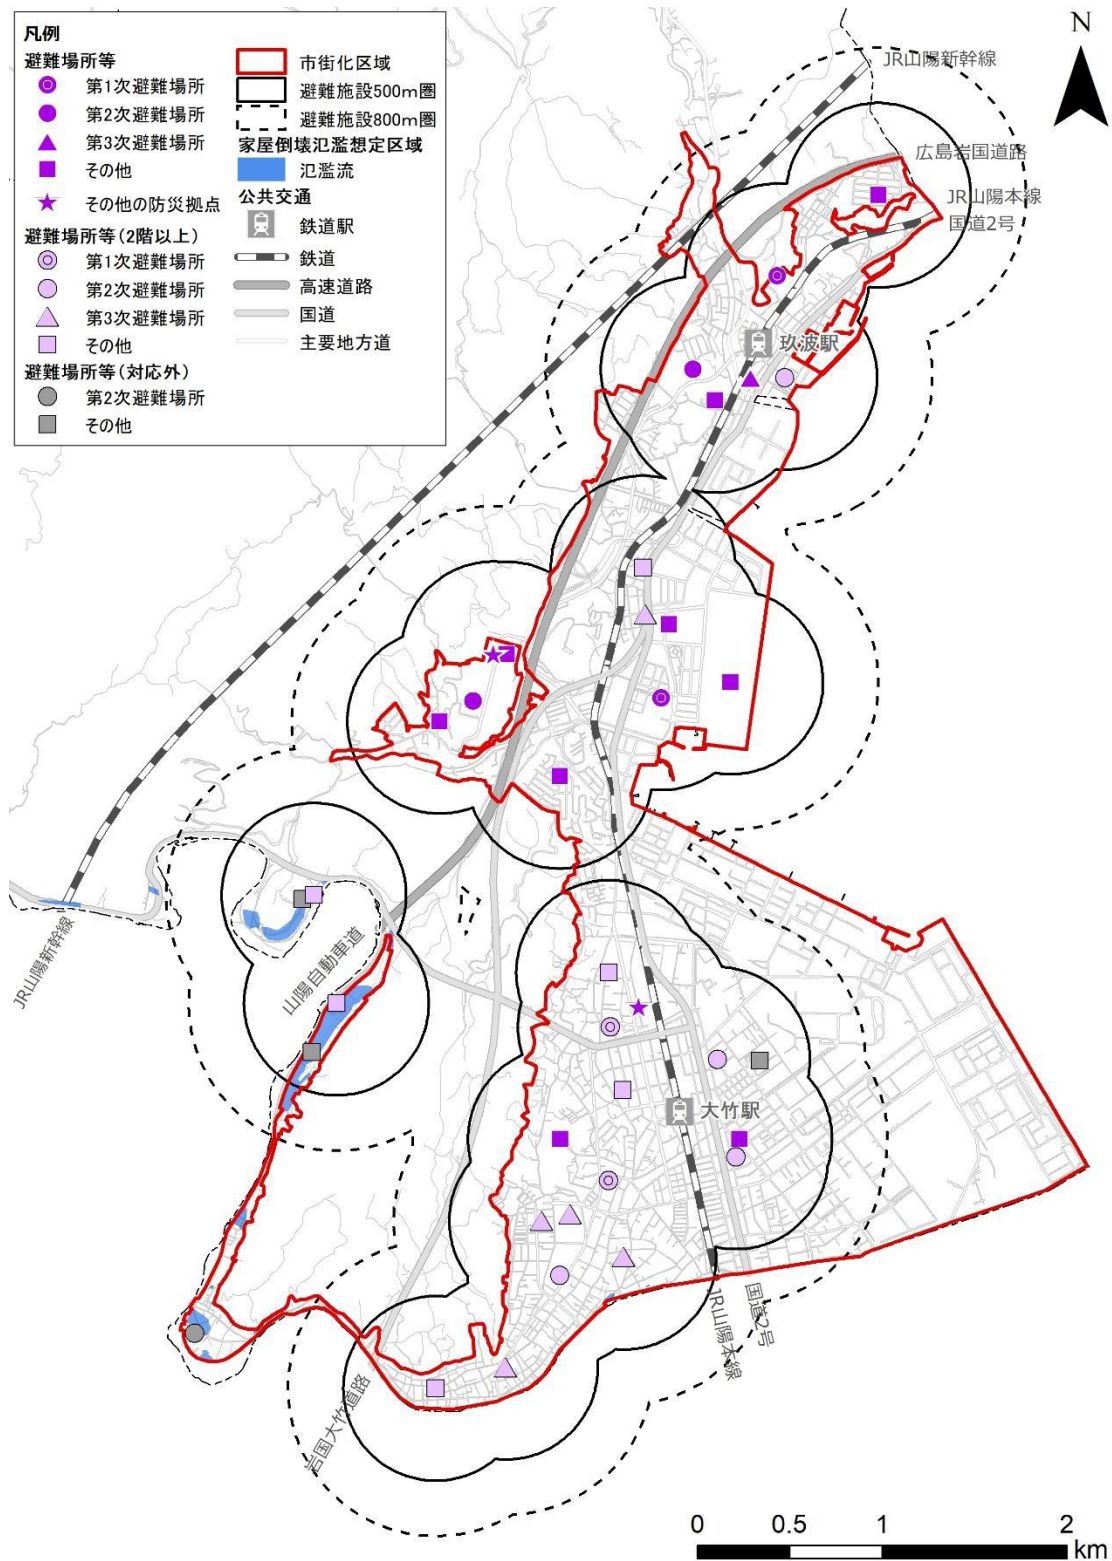 凡例
避難場所等
第1次避難場所
第2次避難場所
第3次避難場所
その他
その他の防災拠点
避難場所等(2階以上)
第1次避難場所
第2次避難場所
第3次避難場所
その他
避難場所等(対応外)
第2次避難場所
その他
市街化区域
避難施設500m圏
避難施設800m圏
家屋倒壊氾濫想定区域
氾濫流
公共交通
鉄道駅
鉄道
高速道路
国道
主要地方道
N
JR山陽新幹線
広島岩国道路
JR山陽本線
国道2号
玖波駅
JR山陽新幹線
山陽自動車道
大竹駅
国道2号
JR山陽本線
岩国大竹道路
0 0.5 1 2
km